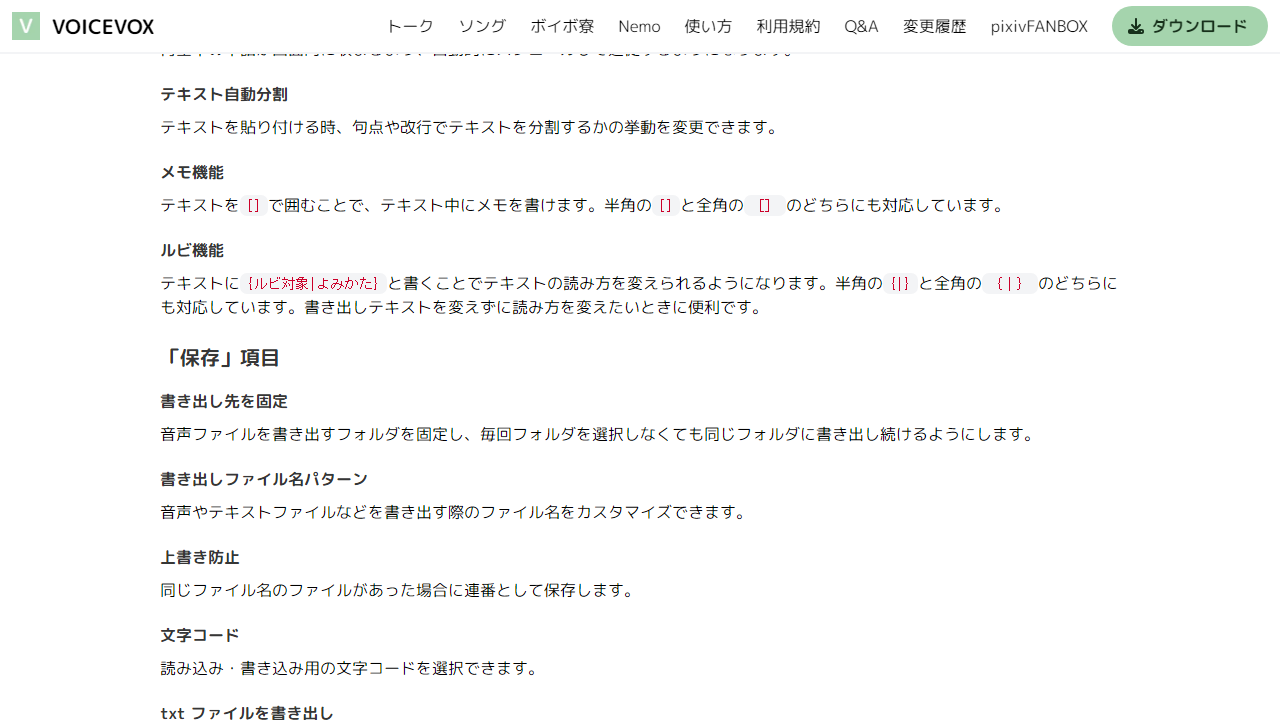 VOICEVOX
トーク ソング ボイボ寮 Nemo 使い方 利用規約 Q&A 変更履歴 pixivFANBOX ダウンロード
テキスト自動分割
テキストを貼り付ける時、句点や改行でテキストを分割するかの挙動を変更できます。
メモ機能
テキストを[]で囲むことで、テキスト中にメモを書けます。半角の[]と全角の［］のどちらにも対応しています。
ルビ機能
テキストに{ルビ対象|よみかた}と書くことでテキストの読み方を変えられるようになります。半角の{|}と全角の｛｜｝のどちらに
も対応しています。書き出しテキストを変えずに読み方を変えたいときに便利です。
「保存」項目
書き出し先を固定
音声ファイルを書き出すフォルダを固定し、毎回フォルダを選択しなくても同じフォルダに書き出し続けるようにします。
書き出しファイル名パターン
音声やテキストファイルなどを書き出す際のファイル名をカスタマイズできます。
上書き防止
同じファイル名のファイルがあった場合に連番として保存します。
文字コード
読み込み・書き込み用の文字コードを選択できます。
txt ファイルを書き出し